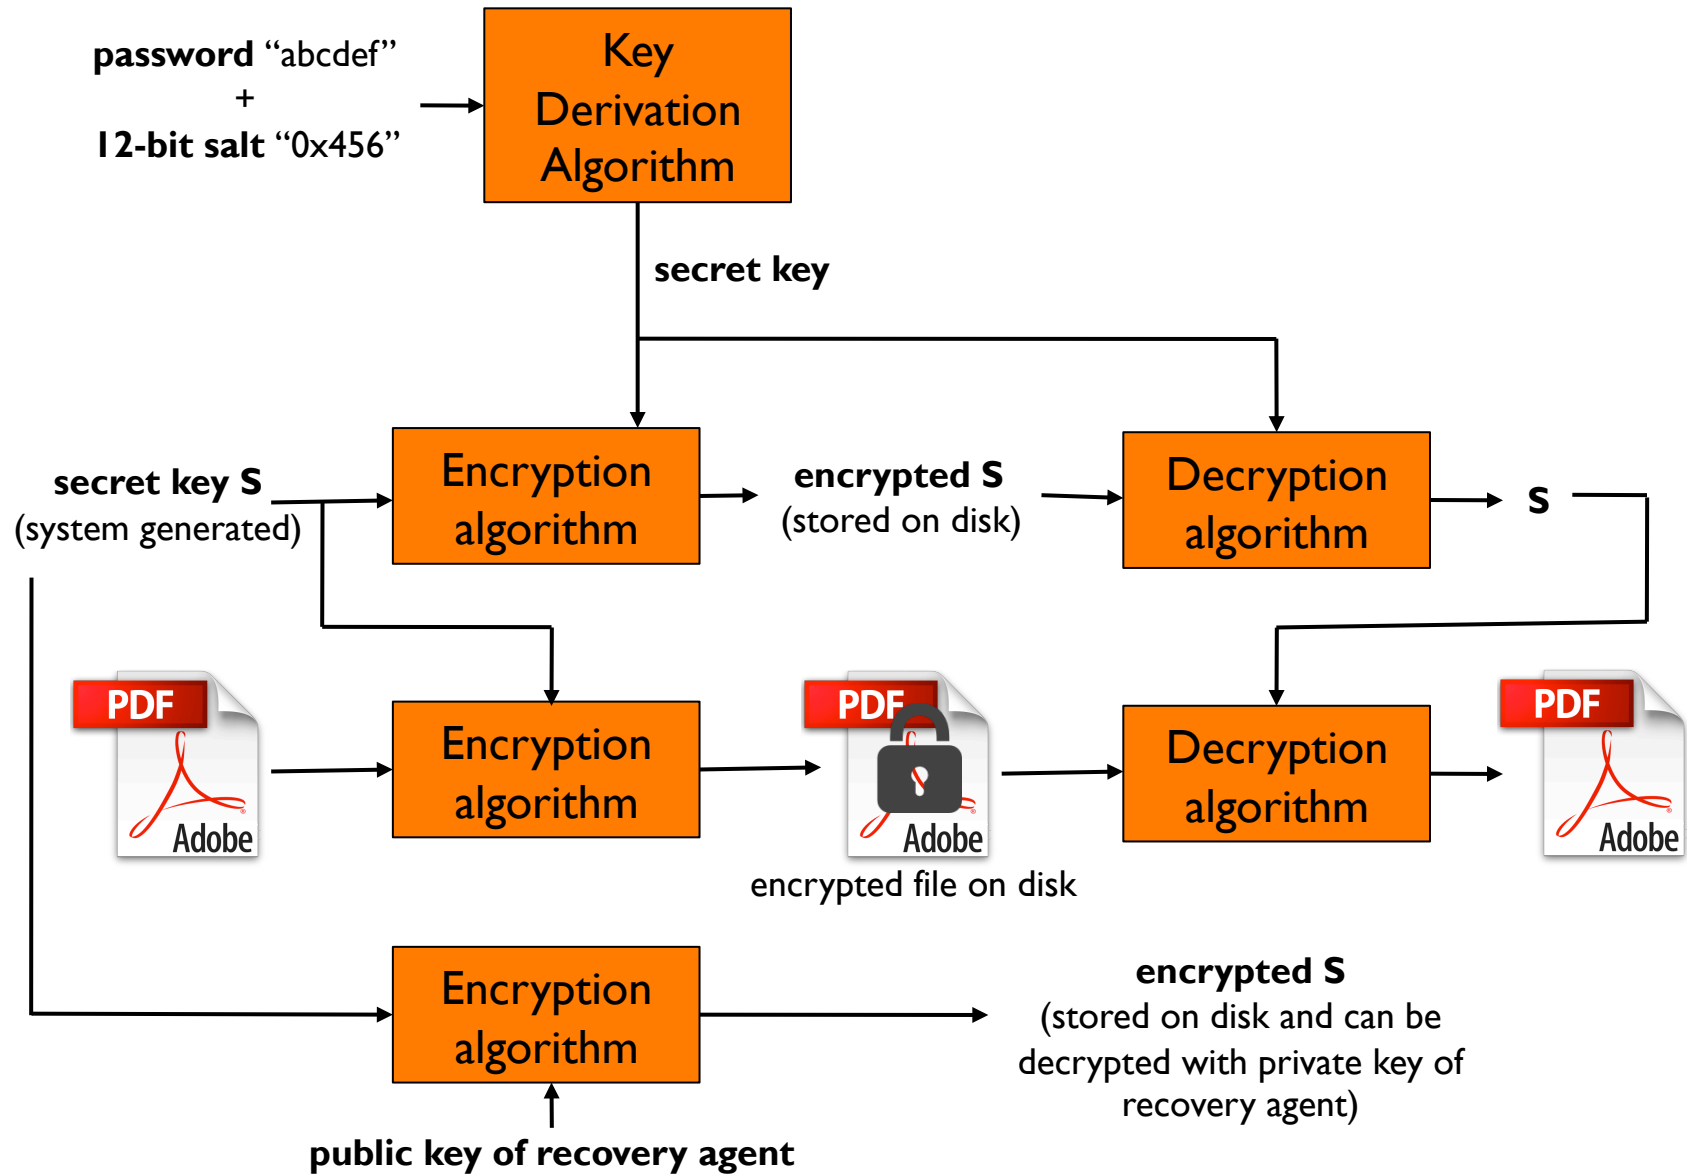 password “abcdef”
+
12-bit salt “0x456”
Key
Derivation
Algorithm
secret key
secret key S
(system generated)
Encryption
algorithm
encrypted S
(stored on disk)
Decryption
algorithm
S
PDF
Adobe
Encryption
algorithm
PDF
Adobe
encrypted file on disk
Decryption
algorithm
PDF
Adobe
Encryption
algorithm
encrypted S
(stored on disk and can be
decrypted with private key of
recovery agent)
public key of recovery agent